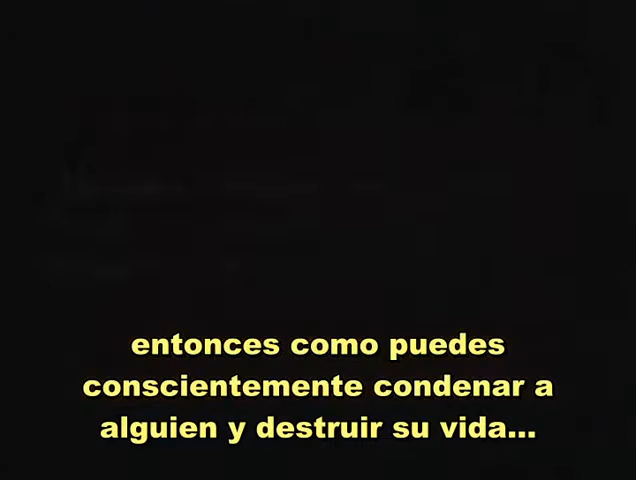 entonces como puedes
conscientemente condenar a
alguien y destruir su vida...